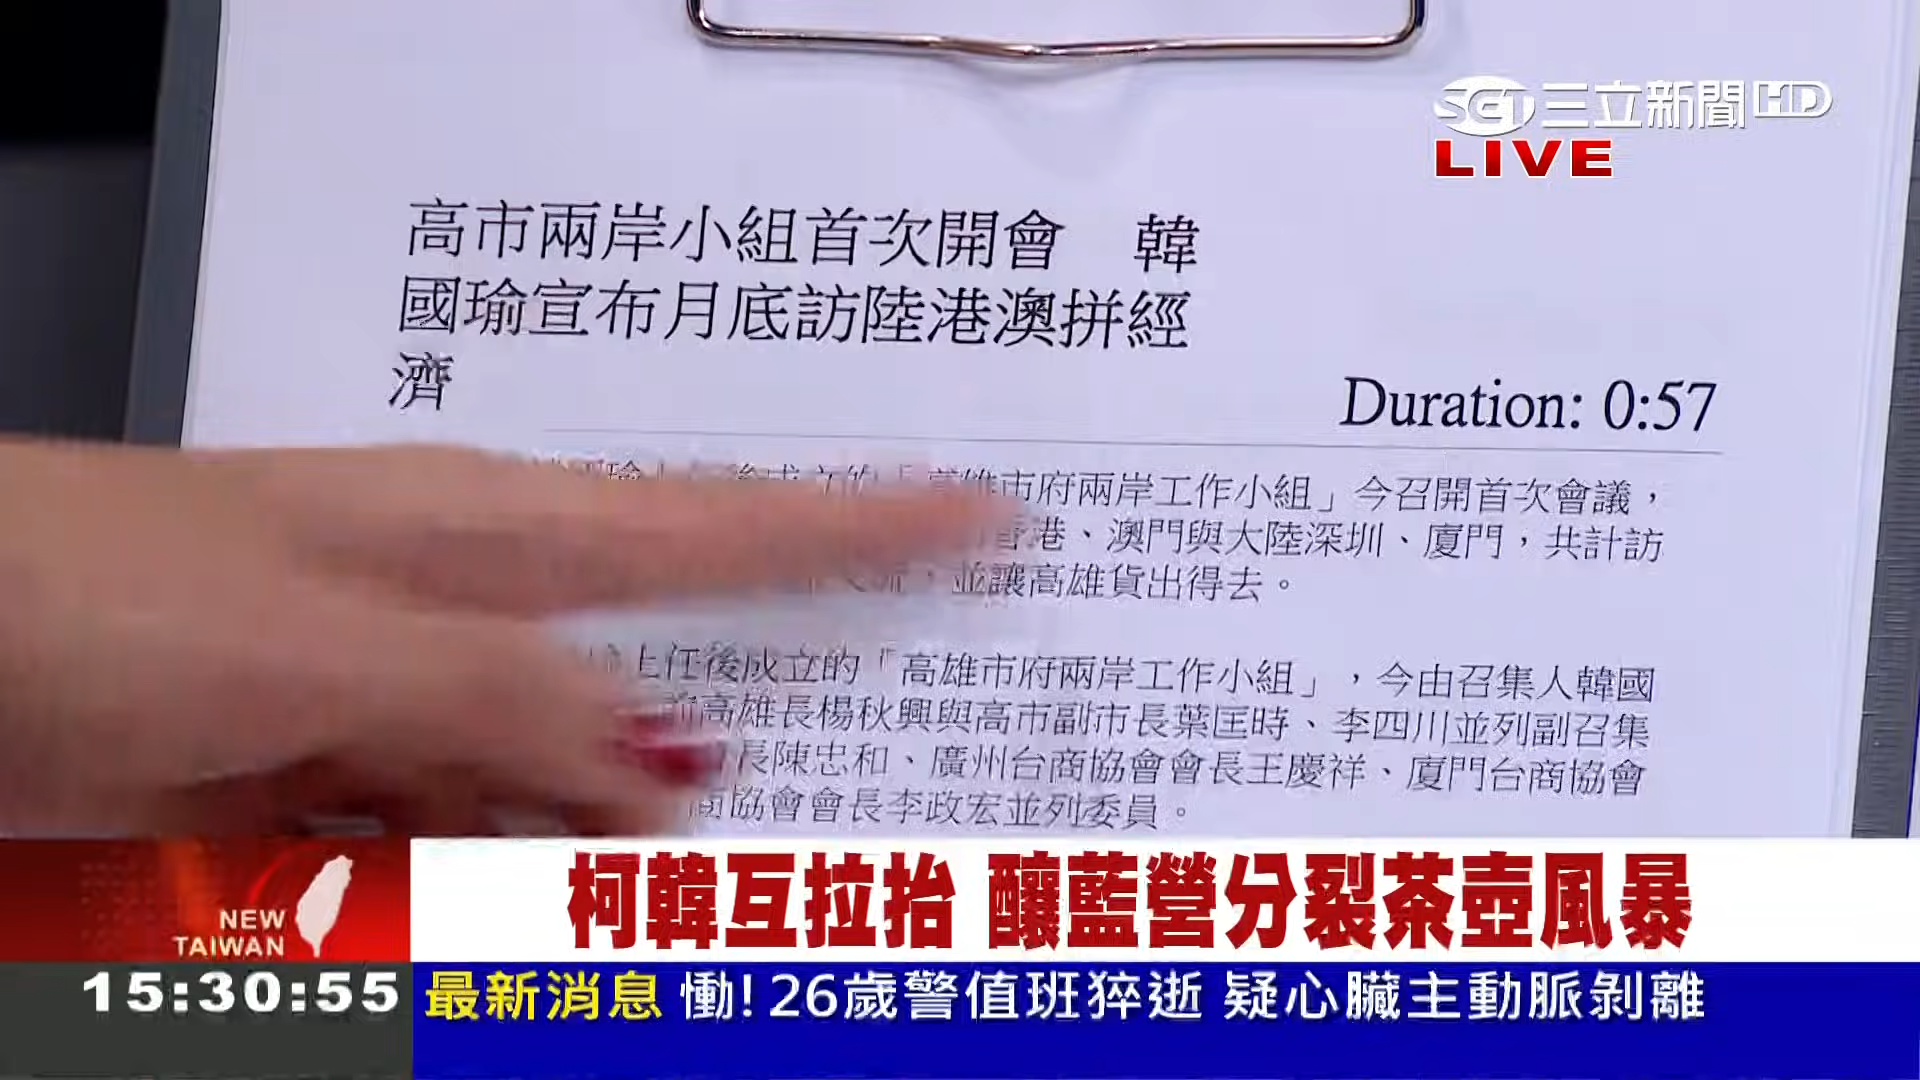 SET三立新聞HD
LIVE
高市兩岸小組首次開會 韓
國瑜宣布月底訪陸港澳拼經
濟
Duration: 0:57
高雄市府兩岸工作小組」今召開首次會議，
香港、澳門與大陸深圳、廈門，共計訪
，並讓高雄貨出得去。
上任後成立的「高雄市府兩岸工作小組」，今由召集人韓國
前高雄長楊秋興與高市副市長葉匡時、李四川並列副召集
長陳忠和、廣州台商協會會長王慶祥、廈門台商協會
商協會會長李政宏並列委員。
NEW
TAIWAN
柯韓互拉抬 釀藍營分裂茶壺風暴
15:30:55
最新消息 慟!26歲警值班猝逝 疑心臟主動脈剝離